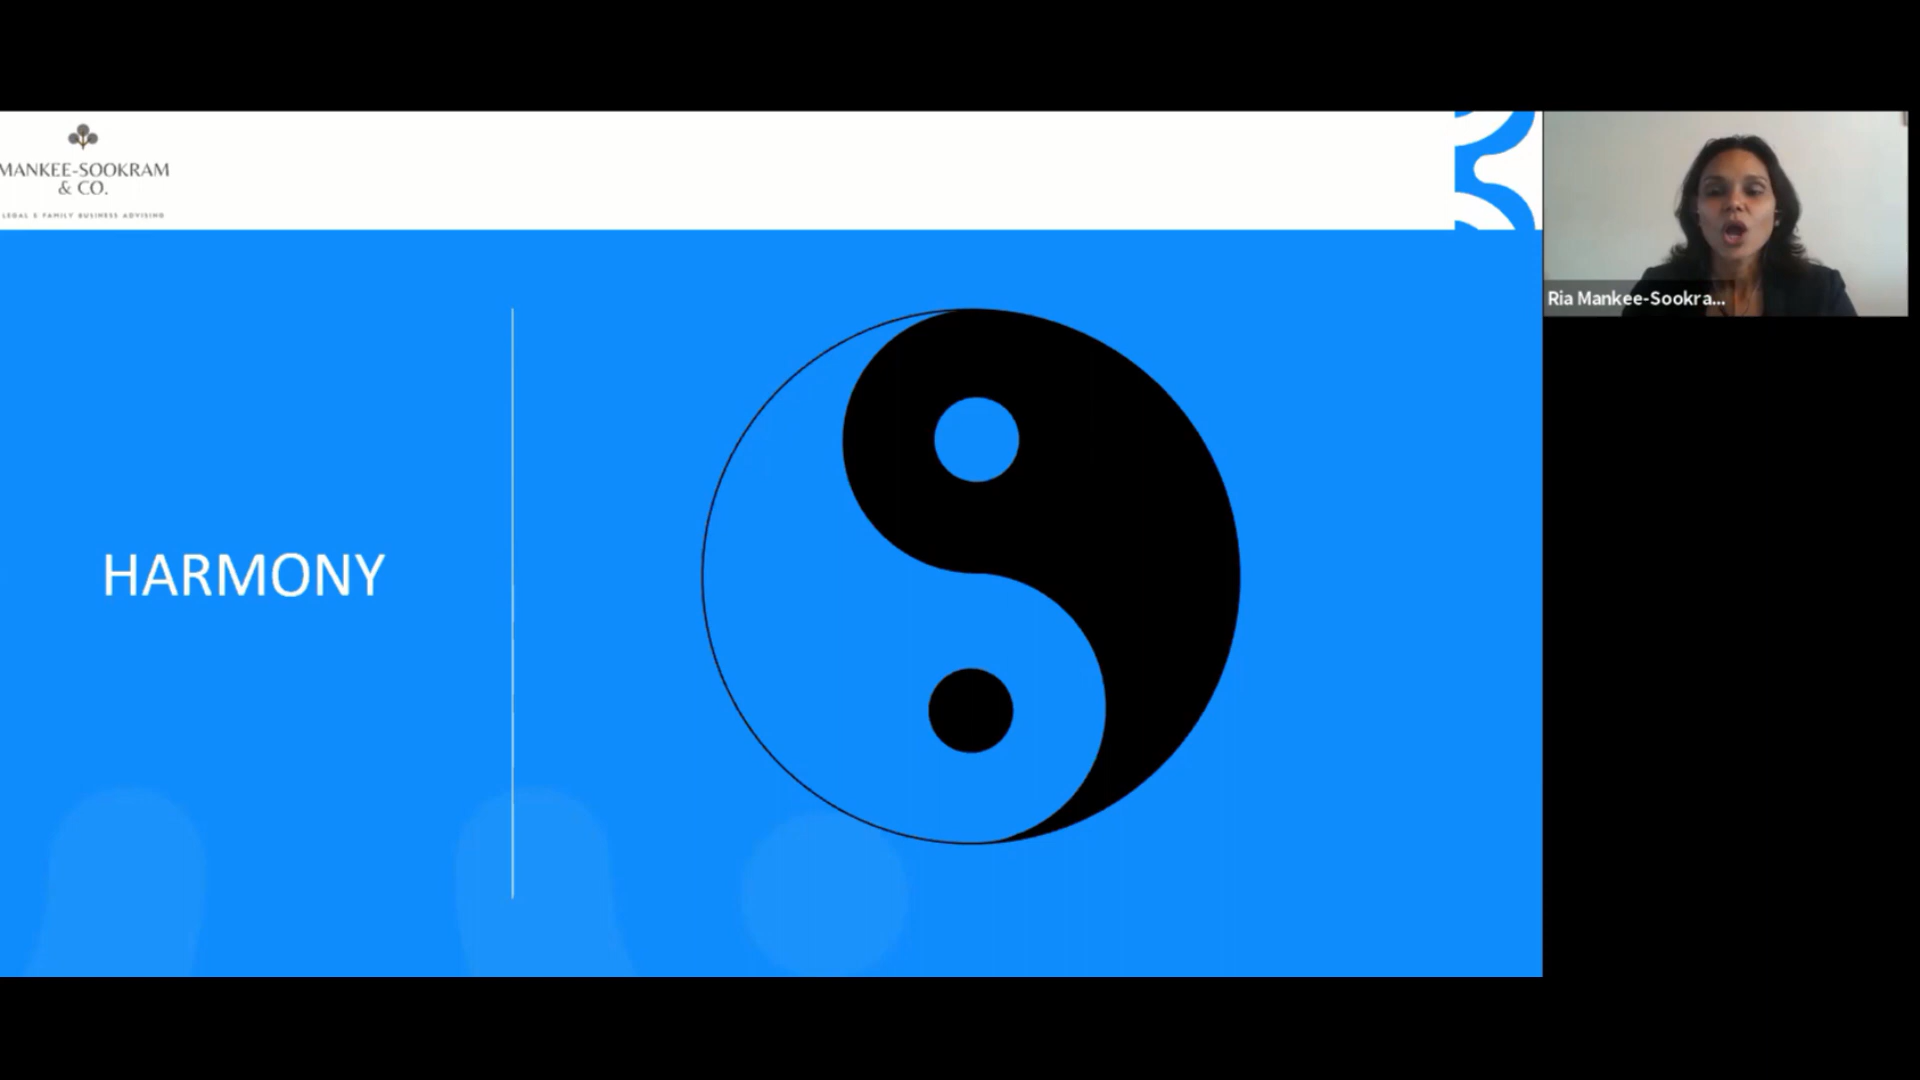 MANKEE-SOOKRAM
& CO.
LEGAL & FAMILY BUSINESS ADVISING
HARMONY
Ria Mankee-Sookra...